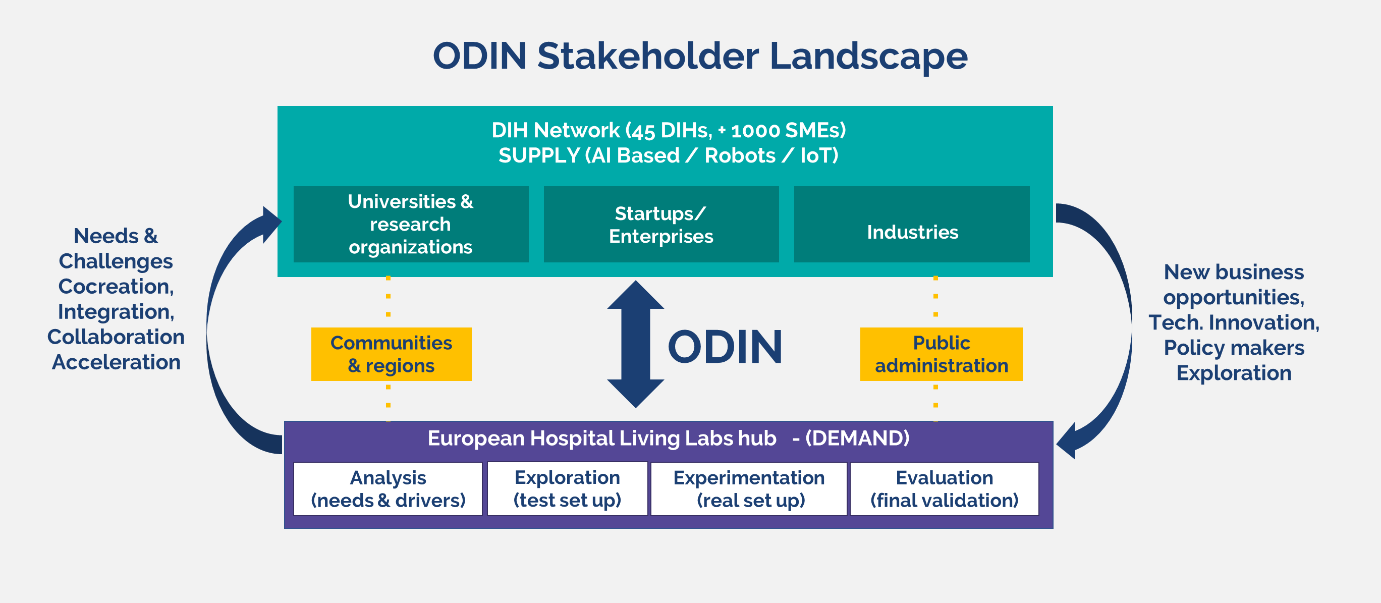 ODIN Stakeholder Landscape
DIH Network (45 DIHs, + 1000 SMEs)
SUPPLY (AI Based / Robots / IoT)
Universities &
research
organizations
Startups/
Enterprises
Industries
Needs &
Challenges
Cocreation,
Integration,
Collaboration
Acceleration
Communities
& regions
ODIN
Public
administration
New business
opportunities,
Tech. Innovation,
Policy makers
Exploration
European Hospital Living Labs hub - (DEMAND)
Analysis
(needs & drivers)
Exploration
(test set up)
Experimentation
(real set up)
Evaluation
(final validation)